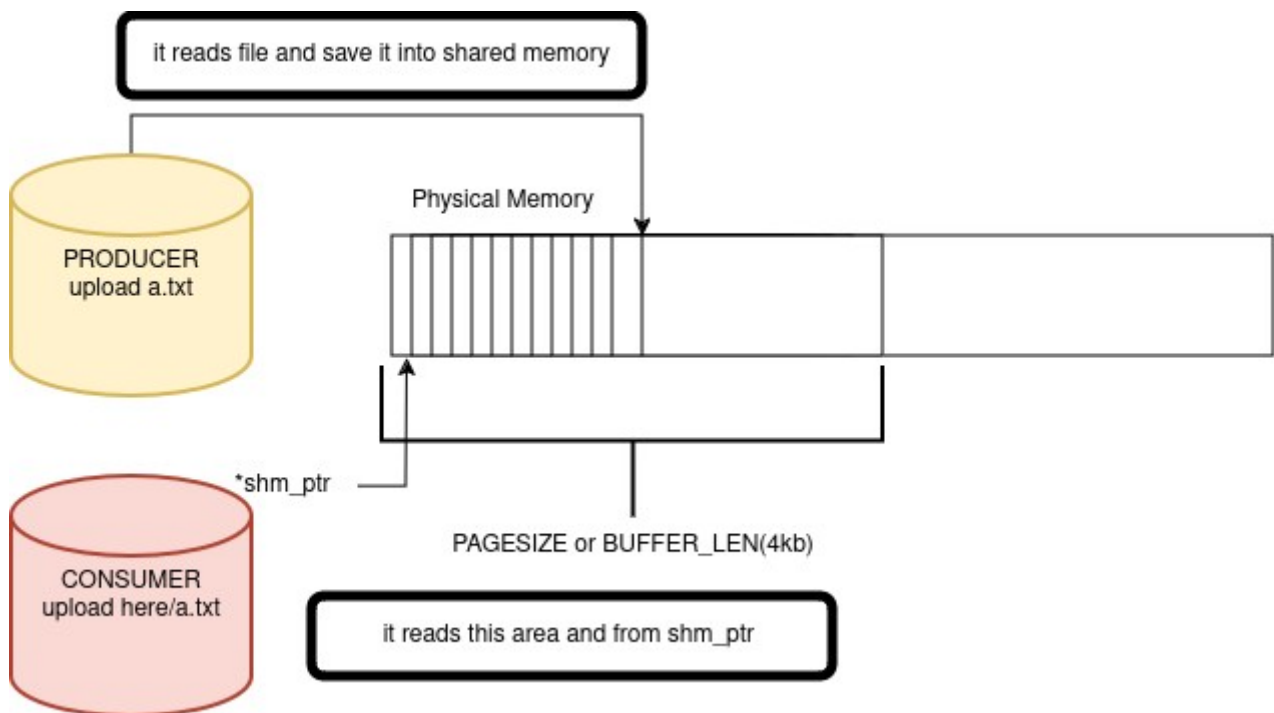 it reads file and save it into shared memory
Physical Memory
PRODUCER
upload a.txt
*shm_ptr
PAGESIZE or BUFFER_LEN(4kb)
CONSUMER
upload here/a.txt
it reads this area and from shm_ptr